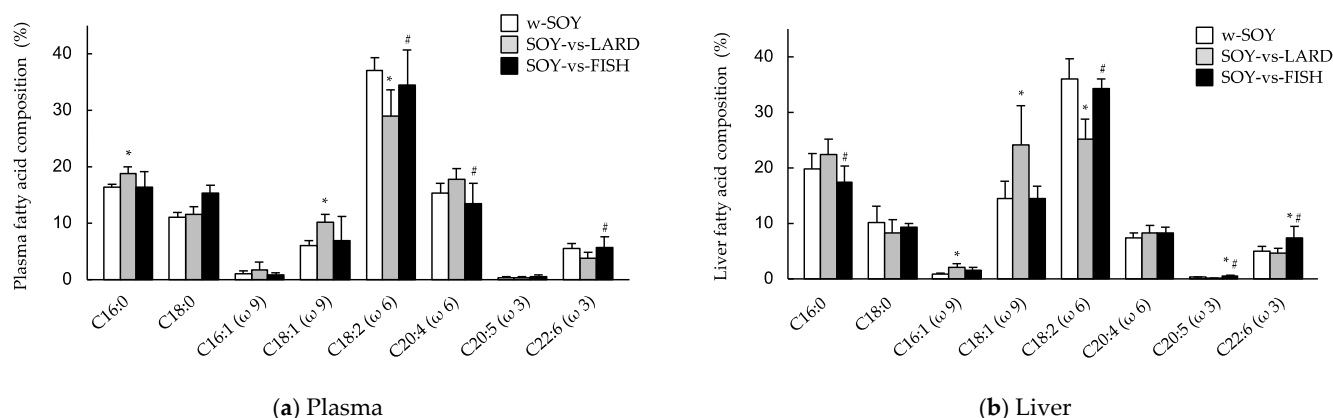 Plasma fatty acid composition (%)
40
30
20
10
0
w-SOY
SOY-vs-LARD
SOY-vs-FISH
*
*
*
#
#
#
C16:0
C18:0
C16:1 (ω 9)
C18:1 (ω 9)
C18:2 (ω 6)
C20:4 (ω 6)
C20:5 (ω 3)
C22:6 (ω 3)
(a) Plasma
Liver fatty acid composition (%)
40
30
20
10
0
w-SOY
SOY-vs-LARD
SOY-vs-FISH
#
*
*
*
#
* #
* #
C16:0
C18:0
C16:1 (ω 9)
C18:1 (ω 9)
C18:2 (ω 6)
C20:4 (ω 6)
C20:5 (ω 3)
C22:6 (ω 3)
(b) Liver